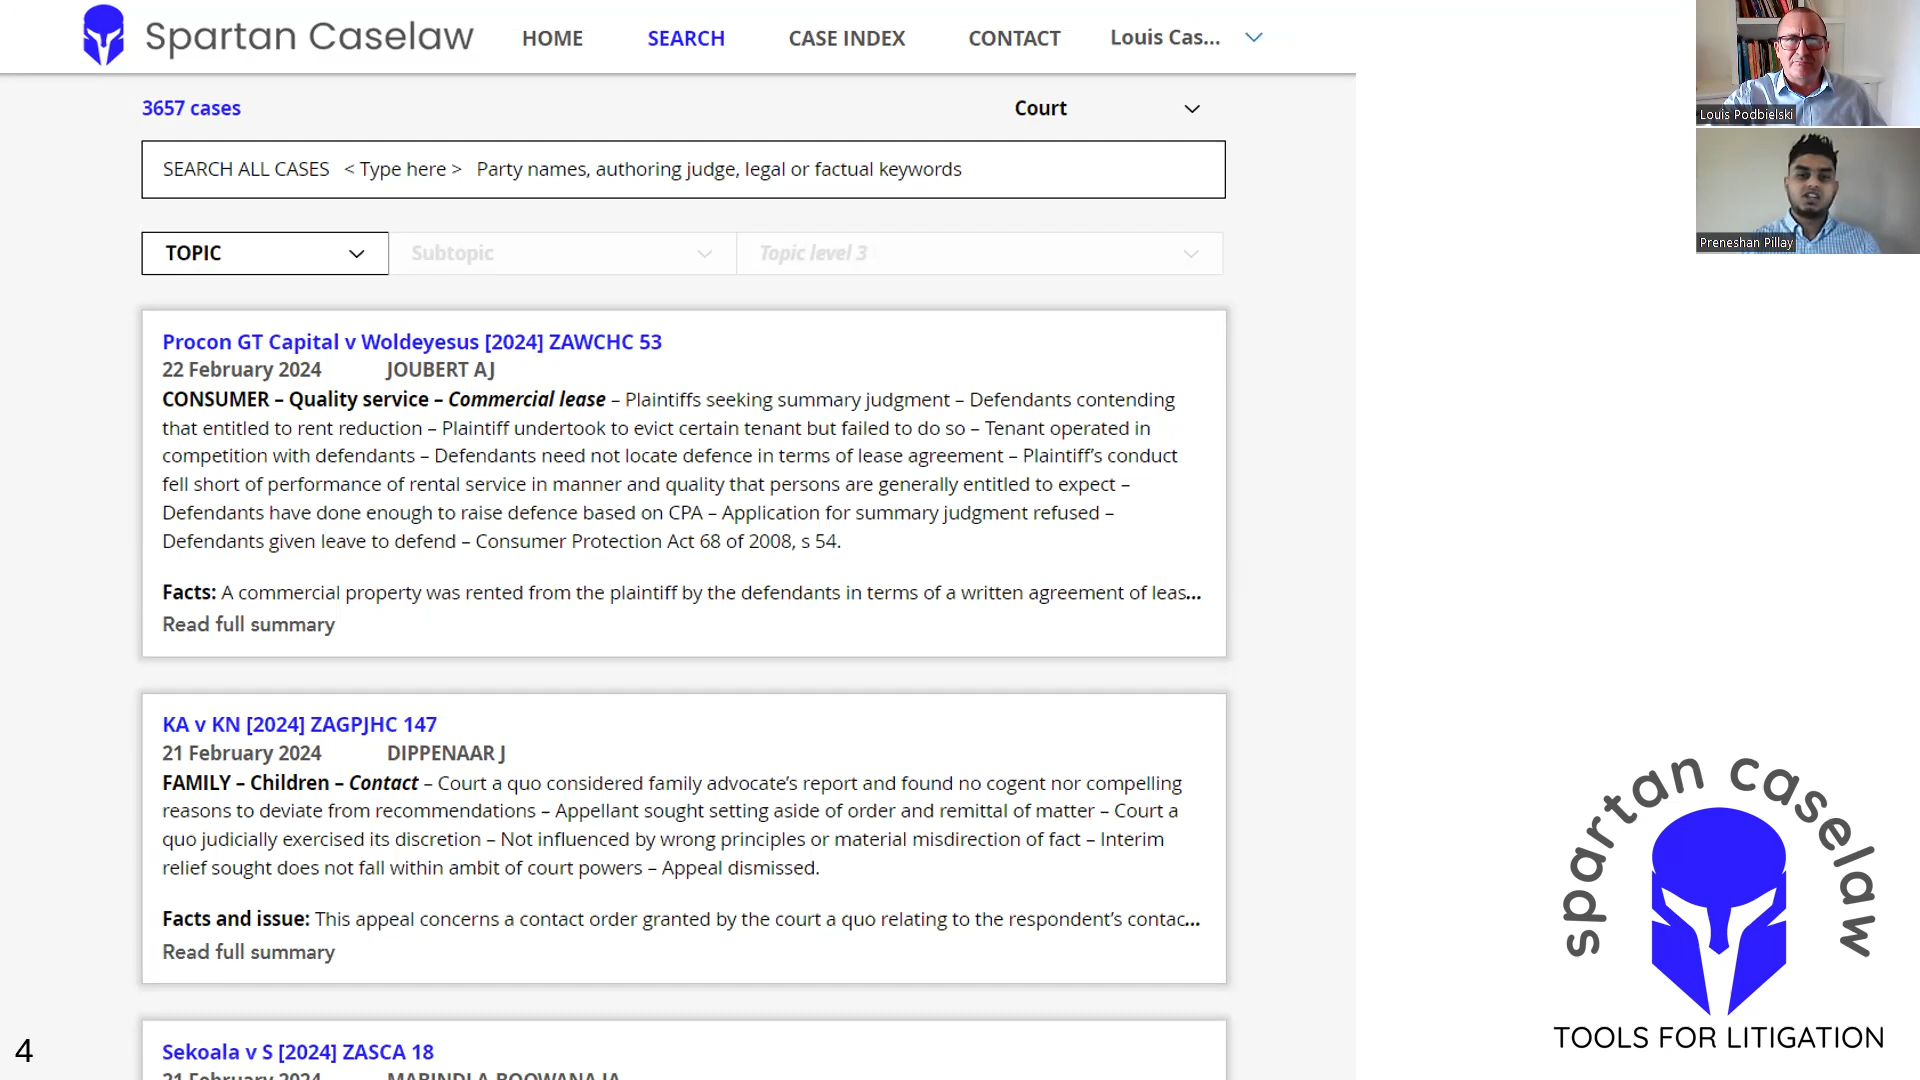 Spartan Caselaw
HOME
SEARCH
CASE INDEX
CONTACT
Louis Cas...
3657 cases
Court
SEARCH ALL CASES < Type here > Party names, authoring judge, legal or factual keywords
TOPIC
Subtopic
Topic level 3
Procon GT Capital v Woldeyesus [2024] ZAWCHC 53
22 February 2024 JOUBERT AJ
CONSUMER – Quality service – Commercial lease – Plaintiffs seeking summary judgment – Defendants contending
that entitled to rent reduction – Plaintiff undertook to evict certain tenant but failed to do so – Tenant operated in
competition with defendants – Defendants need not locate defence in terms of lease agreement – Plaintiff’s conduct
fell short of performance of rental service in manner and quality that persons are generally entitled to expect –
Defendants have done enough to raise defence based on CPA – Application for summary judgment refused –
Defendants given leave to defend – Consumer Protection Act 68 of 2008, s 54.
Facts: A commercial property was rented from the plaintiff by the defendants in terms of a written agreement of leas...
Read full summary
KA v KN [2024] ZAGPJHC 147
21 February 2024 DIPPENAAR J
FAMILY – Children – Contact – Court a quo considered family advocate’s report and found no cogent nor compelling
reasons to deviate from recommendations – Appellant sought setting aside of order and remittal of matter – Court a
quo judicially exercised its discretion – Not influenced by wrong principles or material misdirection of fact – Interim
relief sought does not fall within ambit of court powers – Appeal dismissed.
Facts and issue: This appeal concerns a contact order granted by the court a quo relating to the respondent’s contac...
Read full summary
Sekoala v S [2024] ZASCA 18
21 February 2024 MABINDLA-BOQWANA JA
4
Louis Podbielski
Preneshan Pillay
spartan caselaw
TOOLS FOR LITIGATION